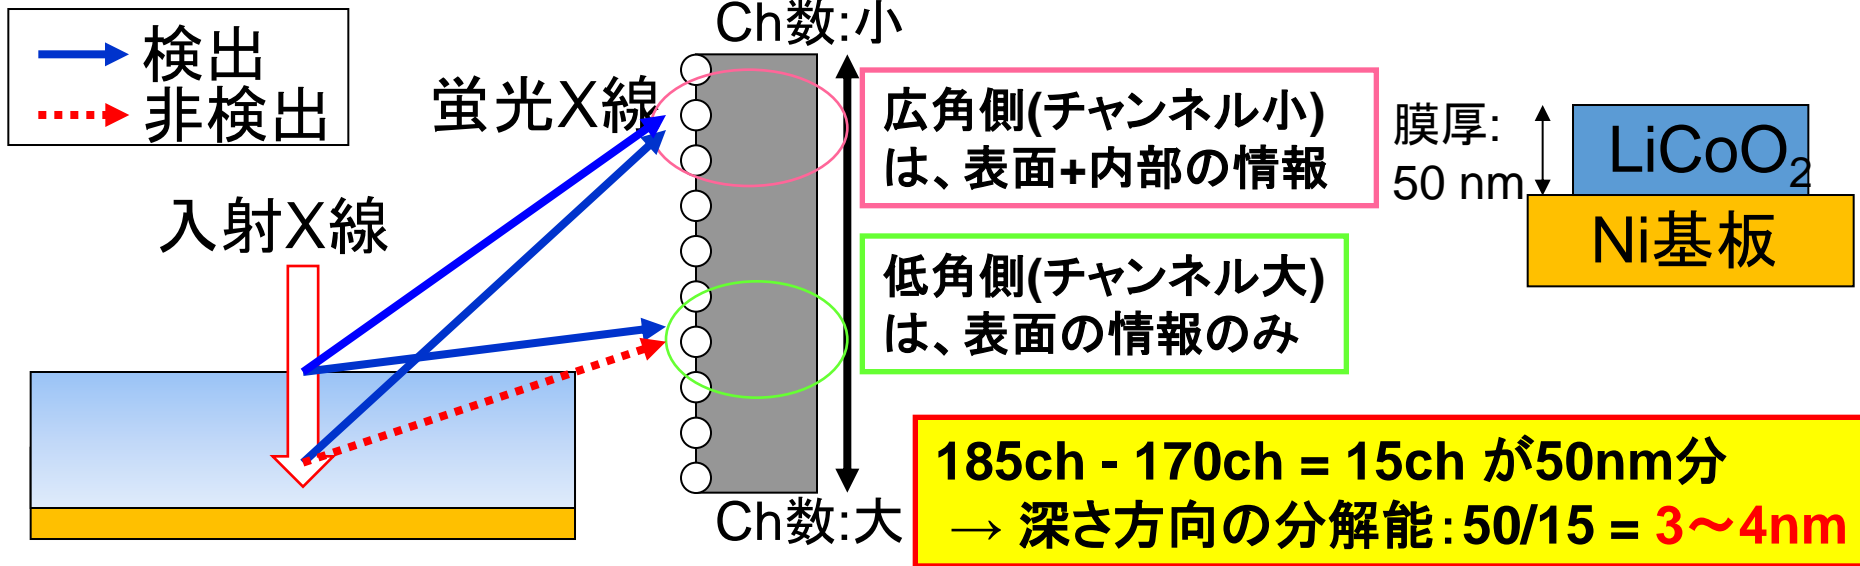 検出
非検出
入射X線
蛍光X線
Ch数:小
Ch数:大
広角側(チャンネル小)
は、表面+内部の情報
低角側(チャンネル大)
は、表面の情報のみ
膜厚:
50 nm
LiCoO₂
Ni基板
185ch - 170ch = 15ch が50nm分
→ 深さ方向の分解能:50/15 = 3~4nm